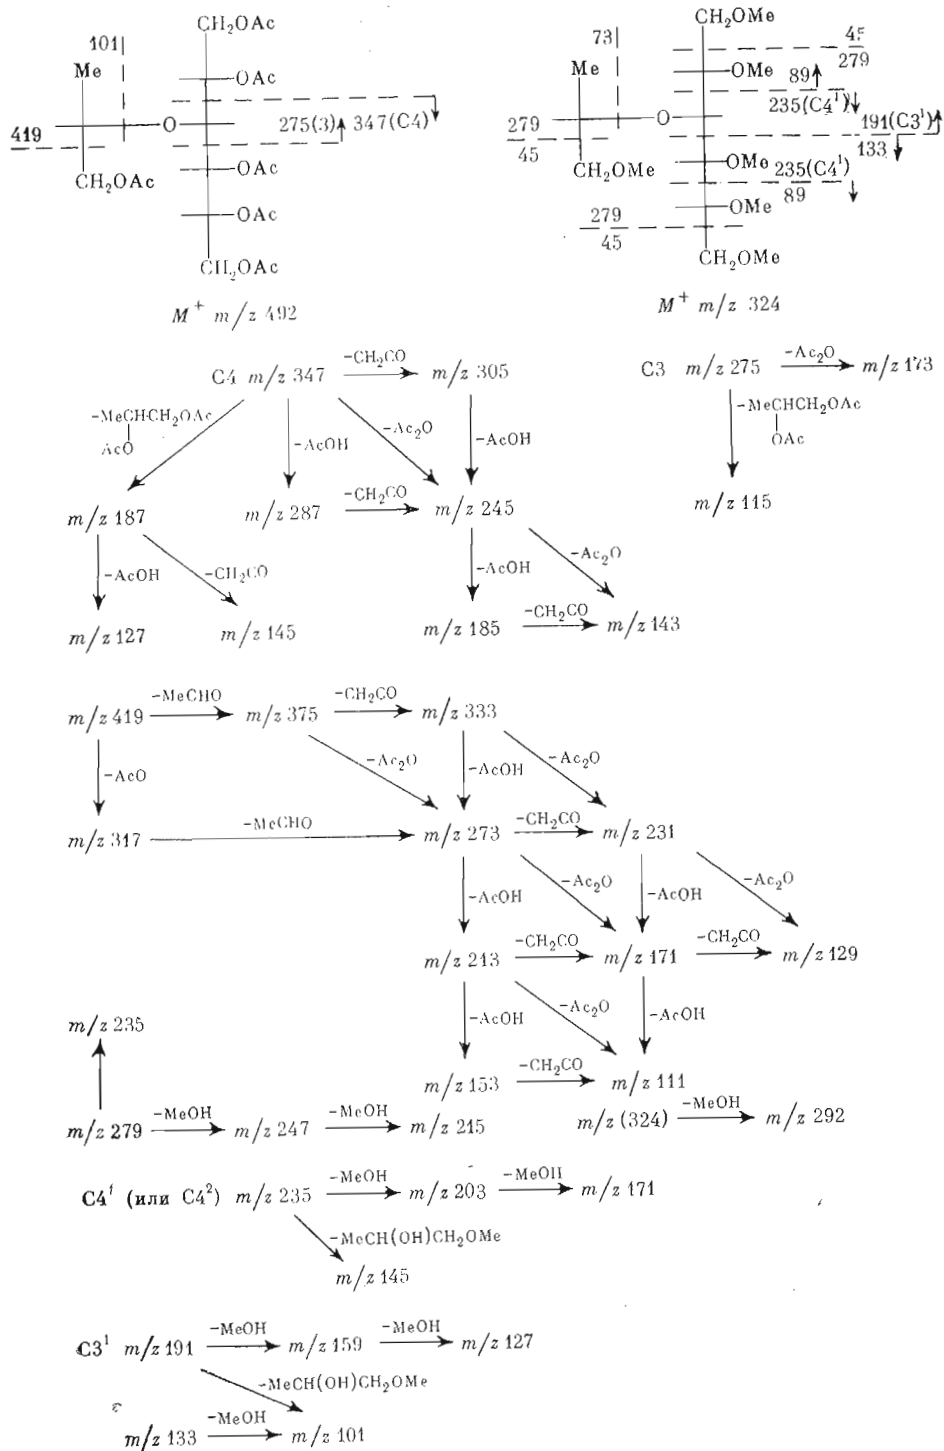 CH₂OAc
101
Me
OAc
419
O
275(3) 347(C4)
CH₂OAc
OAc
OAc
CH₂OAc
M⁺ m/z 492
CH₂OMe
73
45
279
Me
OMe
89
235(C4¹)
279
O
191(C3¹)
45
133
CH₂OMe
OMe
235(C4¹)
89
OMe
279
45
CH₂OMe
M⁺ m/z 324
C4 m/z 347 –CH₂CO m/z 305
C3 m/z 275 –Ac₂O m/z 173
–MeCHCH₂OAc
AcO
–AcOH
–Ac₂O
–AcOH
–MeCHCH₂OAc
OAc
m/z 187 m/z 287 –CH₂CO m/z 245
m/z 115
–AcOH –CH₂CO
–AcOH –Ac₂O
m/z 127 m/z 145
m/z 185 –CH₂CO m/z 143
m/z 419 –MeCHO m/z 375 –CH₂CO m/z 333
–AcO –Ac₂O –AcOH –Ac₂O
m/z 317 –MeCHO m/z 273 –CH₂CO m/z 231
–AcOH –Ac₂O –AcOH –Ac₂O
m/z 213 –CH₂CO m/z 171 –CH₂CO m/z 129
–AcOH –Ac₂O –AcOH
m/z 235
m/z 153 –CH₂CO m/z 111
m/z 279 –MeOH m/z 247 –MeOH m/z 215
m/z (324) –MeOH m/z 292
C4¹ (или C4²) m/z 235 –MeOH m/z 203 –MeOH m/z 171
–MeCH(OH)CH₂OMe
m/z 145
C3¹ m/z 191 –MeOH m/z 159 –MeOH m/z 127
–MeCH(OH)CH₂OMe
m/z 133 –MeOH m/z 101